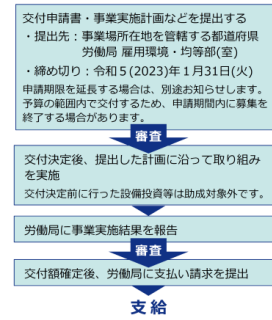 交付申請書・事業実施計画などを提出する
・提出先：事業場所在地を管轄する都道府県
労働局 雇用環境・均等部(室)
・締め切り：令和５(2023)年１月31日(火)
申請期限を延長する場合は、別途お知らせします。
予算の範囲内で交付するため、申請期間内に募集を
終了する場合があります。
審査
交付決定後、提出した計画に沿って取り組み
を実施
交付決定前に行った設備投資等は助成対象外です。
労働局に事業実施結果を報告
審査
交付額確定後、労働局に支払い請求を提出
支 給